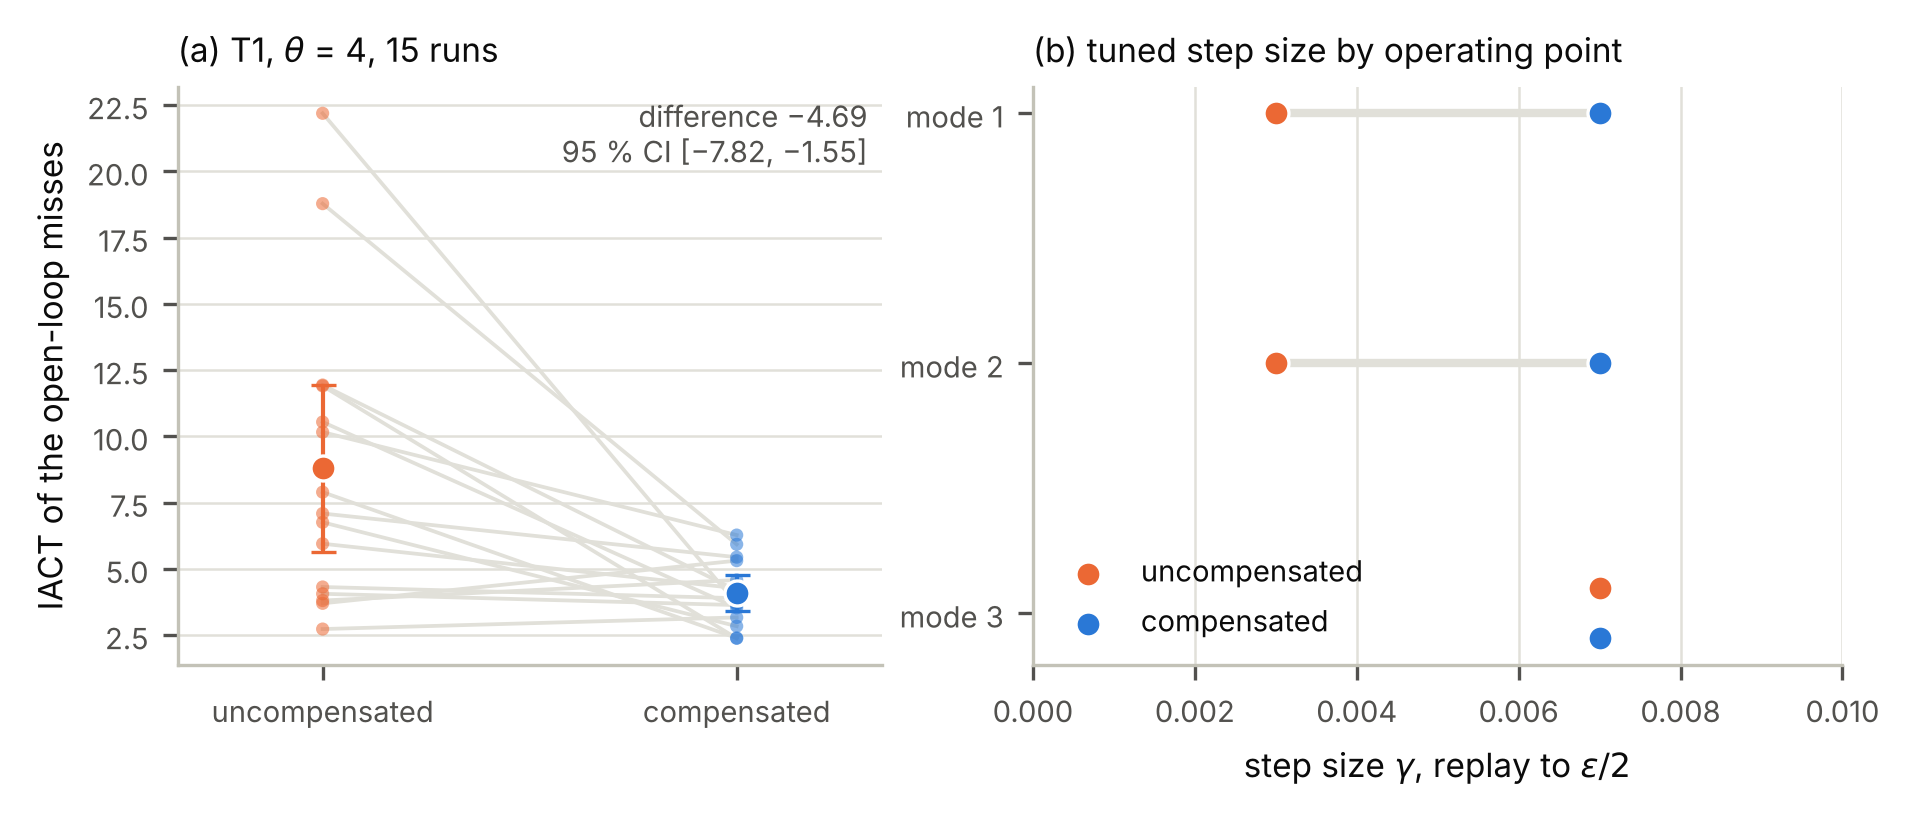 (a) T1, θ = 4, 15 runs
IACT of the open-loop misses
22.5
20.0
17.5
15.0
12.5
10.0
7.5
5.0
2.5
difference −4.69
95 % CI [−7.82, −1.55]
uncompensated
compensated
(b) tuned step size by operating point
mode 1
mode 2
mode 3
uncompensated
compensated
0.000
0.002
0.004
0.006
0.008
0.010
step size γ, replay to ε/2